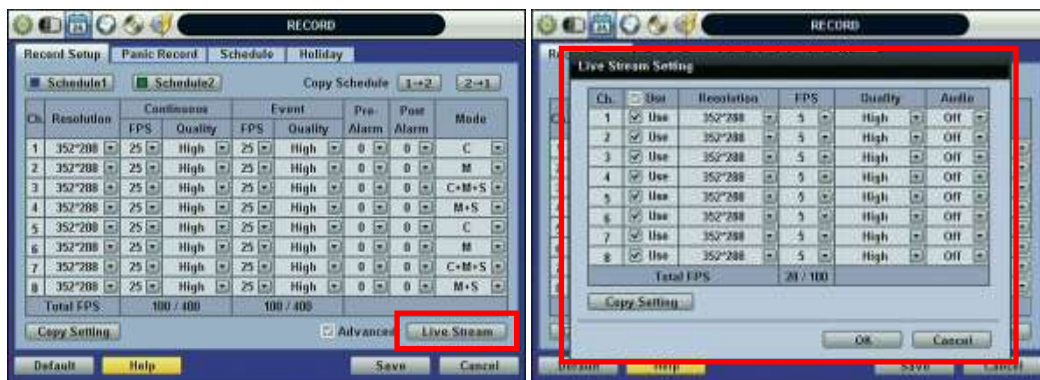 RECORD
Record Setup Panic Record Schedule Holiday
Schedule1 Schedule2 Copy Schedule 1→2 2→1
Ch. Resolution Continuous Event Pre- Alarm Post Alarm Mode
FPS Quality FPS Quality
1 352*288 25 High 25 High 0 0 C
2 352*288 25 High 25 High 0 0 M
3 352*288 25 High 25 High 0 0 C+M+S
4 352*288 25 High 25 High 0 0 M+S
5 352*288 25 High 25 High 0 0 C
6 352*288 25 High 25 High 0 0 M
7 352*288 25 High 25 High 0 0 C+M+S
8 352*288 25 High 25 High 0 0 M+S
Total FPS 100 / 400 100 / 400
Copy Setting Advanced Live Stream
Default Help Save Cancel
RECORD
Live Stream Setting
Ch. Use Resolution FPS Quality Audio
1 Use 352*288 5 High Off
2 Use 352*288 5 High Off
3 Use 352*288 5 High Off
4 Use 352*288 5 High Off
5 Use 352*288 5 High Off
6 Use 352*288 5 High Off
7 Use 352*288 5 High Off
8 Use 352*288 5 High Off
Total FPS 20 / 100
Copy Setting
OK Cancel
Default Help Save Cancel